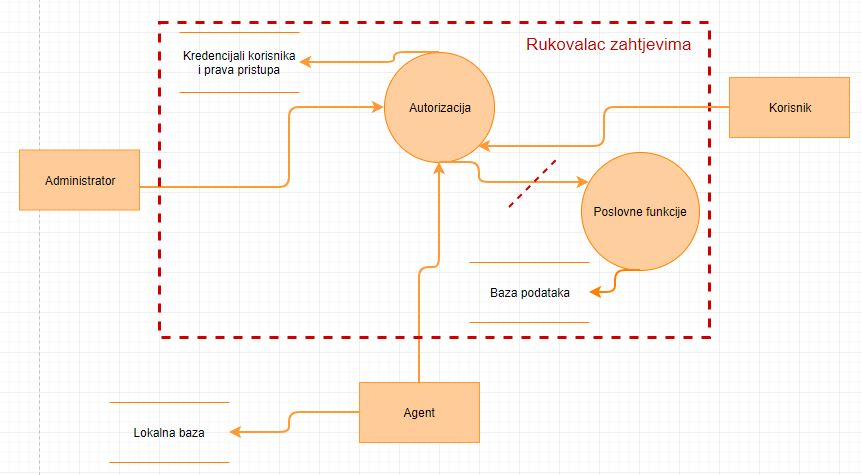 Rukovalac zahtjevima
Kredencijali korisnika
i prava pristupa
Autorizacija
Korisnik
Administrator
Poslovne funkcije
Baza podataka
Agent
Lokalna baza